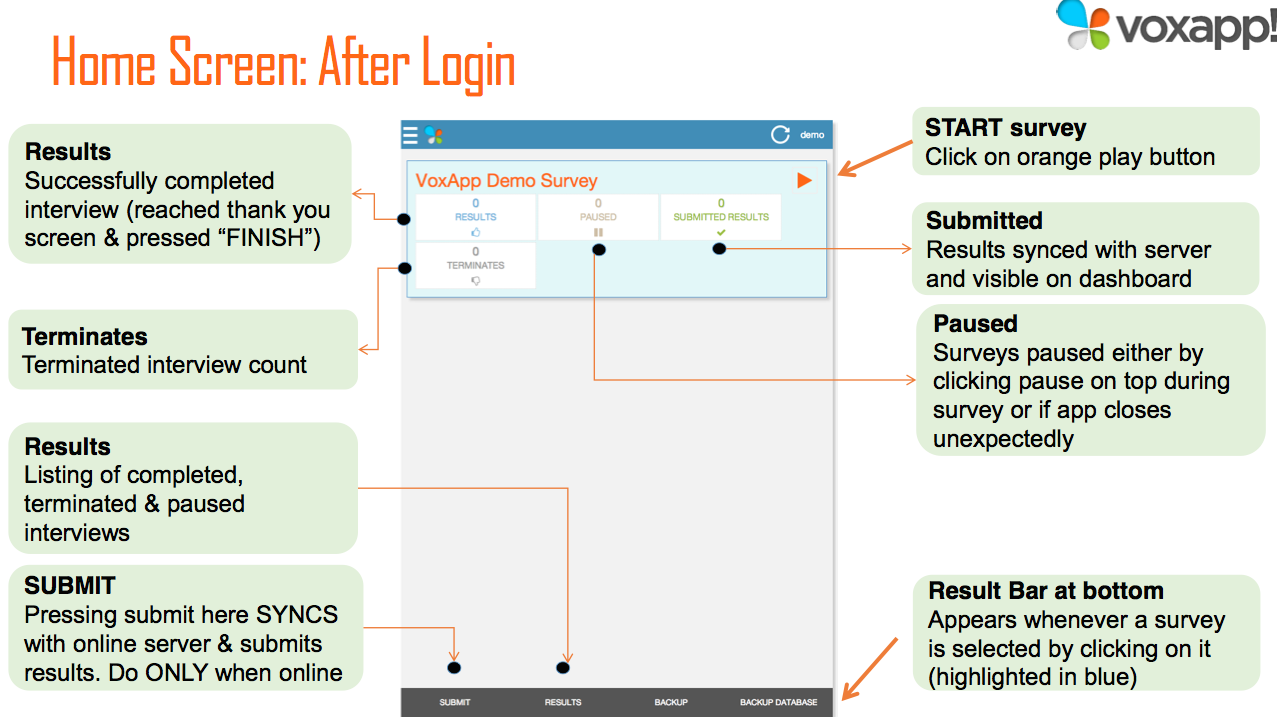 voxapp!
Home Screen: After Login
Results
Successfully completed
interview (reached thank you
screen & pressed “FINISH”)
Terminates
Terminated interview count
Results
Listing of completed,
terminated & paused
interviews
SUBMIT
Pressing submit here SYNCS
with online server & submits
results. Do ONLY when online
demo
VoxApp Demo Survey
0
RESULTS
0
PAUSED
0
SUBMITTED RESULTS
0
TERMINATES
SUBMIT
RESULTS
BACKUP
BACKUP DATABASE
START survey
Click on orange play button
Submitted
Results synced with server
and visible on dashboard
Paused
Surveys paused either by
clicking pause on top during
survey or if app closes
unexpectedly
Result Bar at bottom
Appears whenever a survey
is selected by clicking on it
(highlighted in blue)